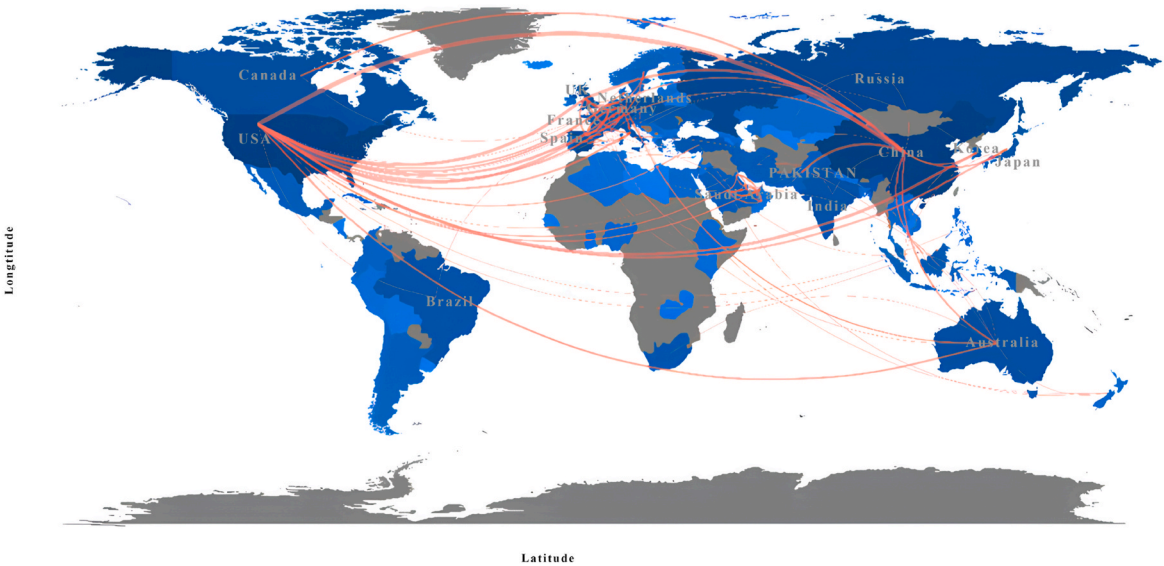 Canada
Russia
UK
Netherlands
Germany
France
USA
Spain
Korea
China
Japan
PAKISTAN
Saudi Arabia
India
Brazil
Australia
Longtitude
Latitude